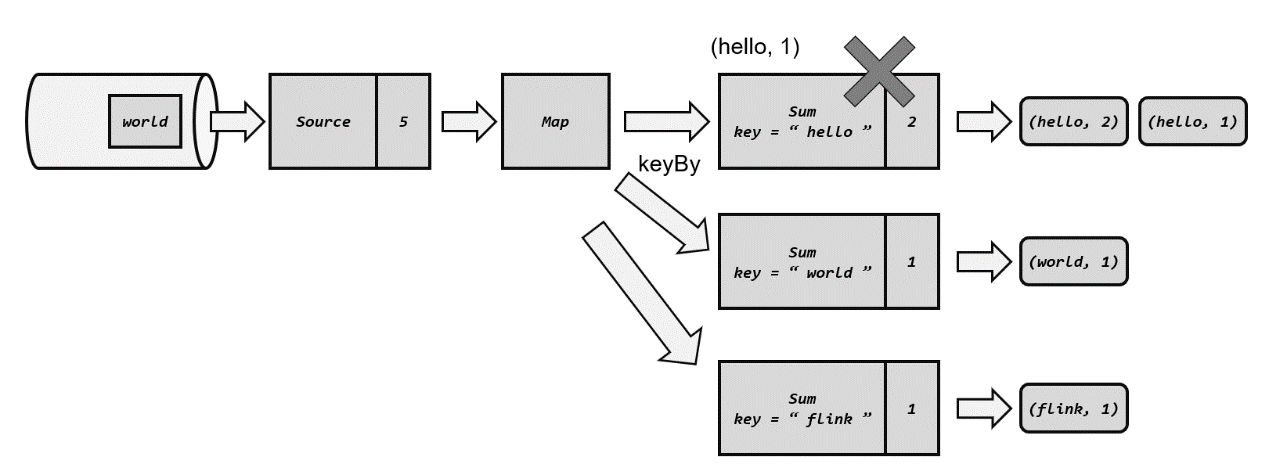 (hello, 1)
world
Source
5
Map
Sum
key = “ hello ”
2
(hello, 2)
(hello, 1)
keyBy
Sum
key = “ world ”
1
(world, 1)
Sum
key = “ flink ”
1
(flink, 1)